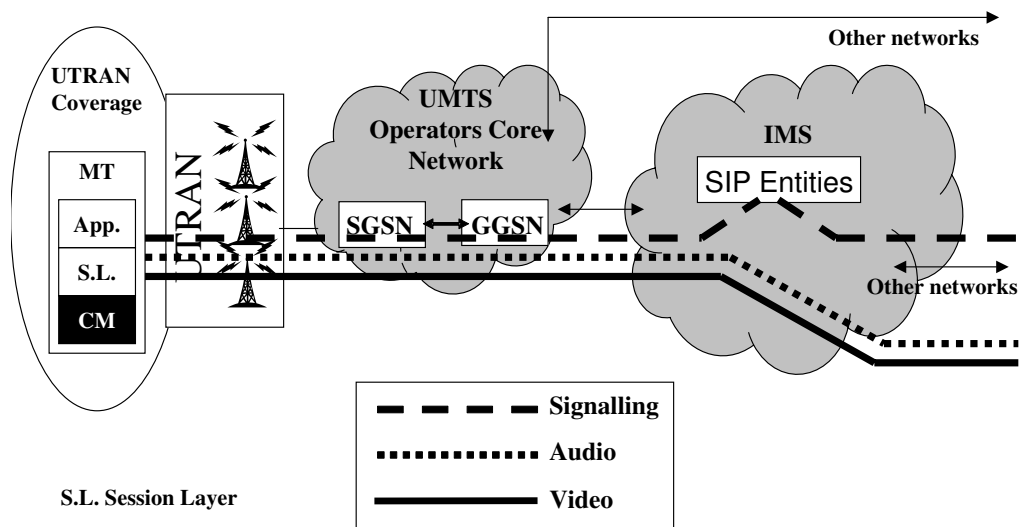 Other networks
UTRAN
Coverage
UMTS
Operators Core
Network
IMS
MT
UTRAN
SIP Entities
App.
SGSN
GGSN
S.L.
Other networks
CM
Signalling
Audio
S.L. Session Layer
Video